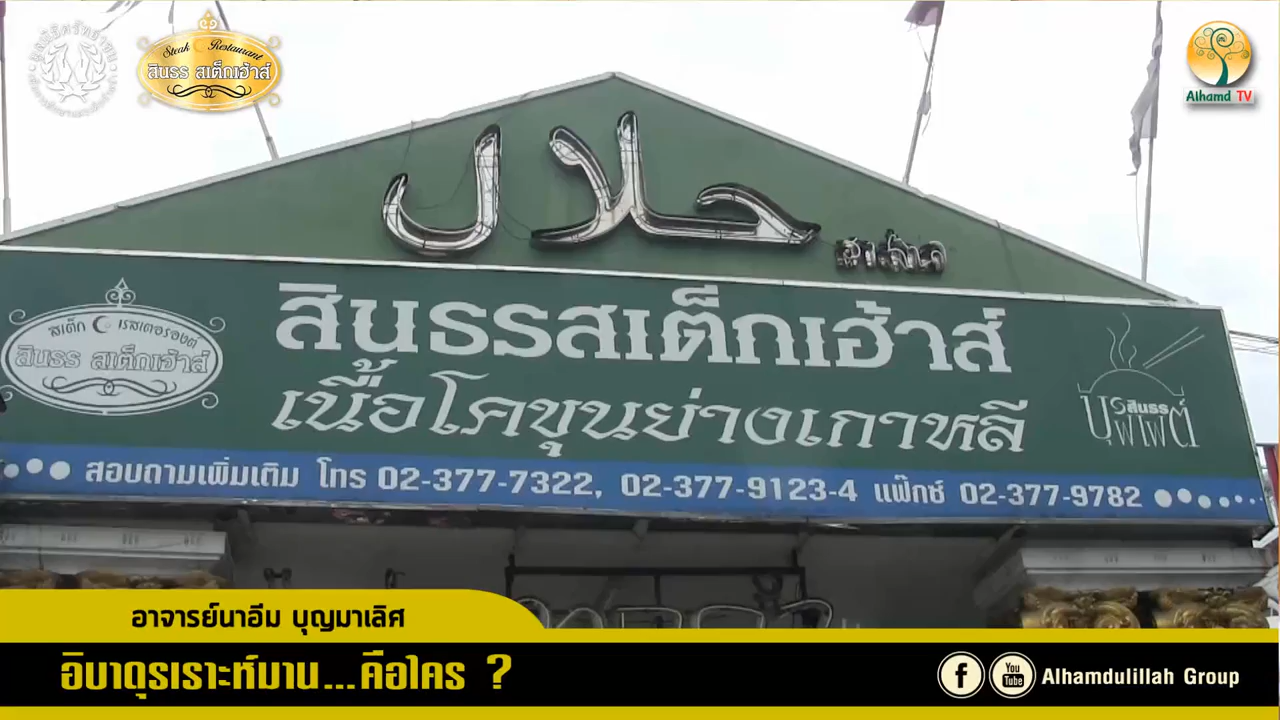 Steak Restaurant
สินธร สเต็กเฮ้าส์
Alhamd TV
حلال
ฮาลาล
สเต็ก เรสเตอรองต์
สินธร สเต็กเฮ้าส์
สินธรสเต็กเฮ้าส์
เนื้อโคขุนย่างเกาหลี
สินธร
บุฟเฟ่ต์
สอบถามเพิ่มเติม โทร 02-377-7322, 02-377-9123-4 แฟ๊กซ์ 02-377-9782
อาจารย์นาอีม บุญมาเลิศ
อิบาดุรเราะห์มาน...คือใคร ?
You Tube
Alhamdulillah Group